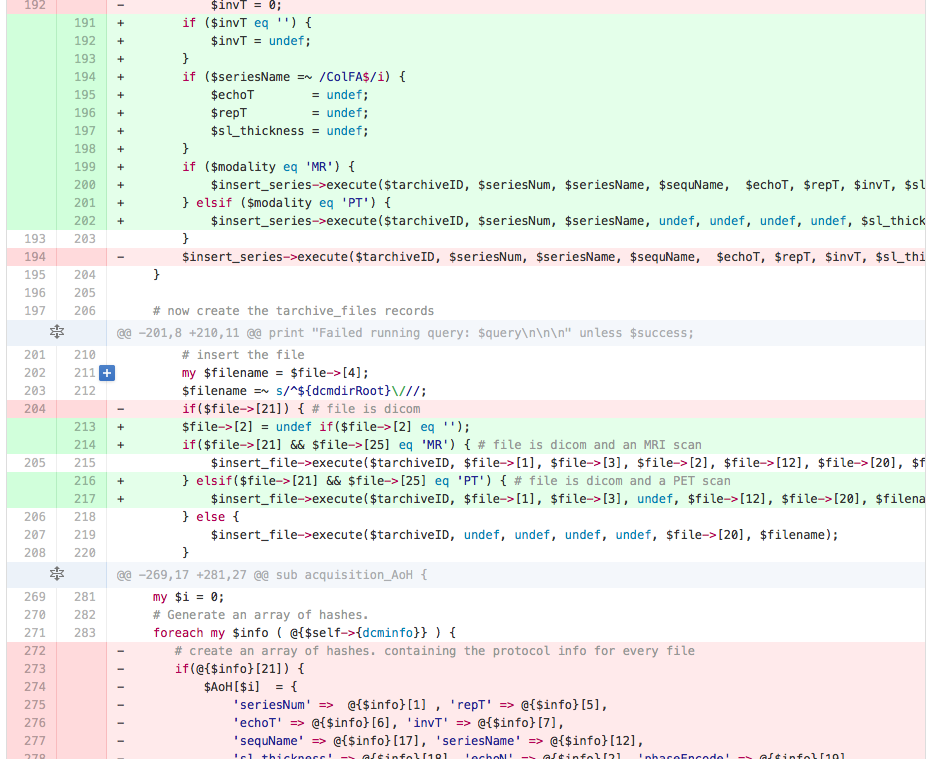 192 - $invT = 0;
191 + if ($invT eq '') {
192 + $invT = undef;
193 + }
194 + if ($seriesName =~ /ColFA$/i) {
195 + $echoT = undef;
196 + $repT = undef;
197 + $sl_thickness = undef;
198 + }
199 + if ($modality eq 'MR') {
200 + $insert_series->execute($tarchiveID, $seriesNum, $seriesName, $sequName, $echoT, $repT, $invT, $sl
201 + } elsif ($modality eq 'PT') {
202 + $insert_series->execute($tarchiveID, $seriesNum, $seriesName, undef, undef, undef, undef, $sl_thick
193 203 }
194 - $insert_series->execute($tarchiveID, $seriesNum, $seriesName, $sequName, $echoT, $repT, $invT, $sl_thi
195 204 }
196 205
197 206 # now create the tarchive_files records
@@ -201,8 +210,11 @@ print "Failed running query: $query\n\n\n" unless $success;
201 210 # insert the file
202 211 + my $filename = $file->[4];
203 212 $filename =~ s/^${dcmdirRoot}\///;
204 - if($file->[21]) { # file is dicom
213 + $file->[2] = undef if($file->[2] eq '');
214 + if($file->[21] && $file->[25] eq 'MR') { # file is dicom and an MRI scan
205 215 $insert_file->execute($tarchiveID, $file->[1], $file->[3], $file->[2], $file->[12], $file->[20], $f
216 + } elsif($file->[21] && $file->[25] eq 'PT') { # file is dicom and a PET scan
217 + $insert_file->execute($tarchiveID, $file->[1], $file->[3], undef, $file->[12], $file->[20], $filena
206 218 } else {
207 219 $insert_file->execute($tarchiveID, undef, undef, undef, undef, $file->[20], $filename);
208 220 }
@@ -269,17 +281,27 @@ sub acquisition_AoH {
269 281 my $i = 0;
270 282 # Generate an array of hashes.
271 283 foreach my $info ( @{$self->{dcminfo}} ) {
272 - # create an array of hashes. containing the protocol info for every file
273 - if(@{$info}[21]) {
274 - $AoH[$i] = {
275 - 'seriesNum' => @{$info}[1] , 'repT' => @{$info}[5],
276 - 'echoT' => @{$info}[6], 'invT' => @{$info}[7],
277 - 'sequName' => @{$info}[17], 'seriesName' => @{$info}[12],
278 - 'sl_thickness' => @{$info}[18], 'echoN' => @{$info}[2], 'phaseEncode' => @{$info}[19]